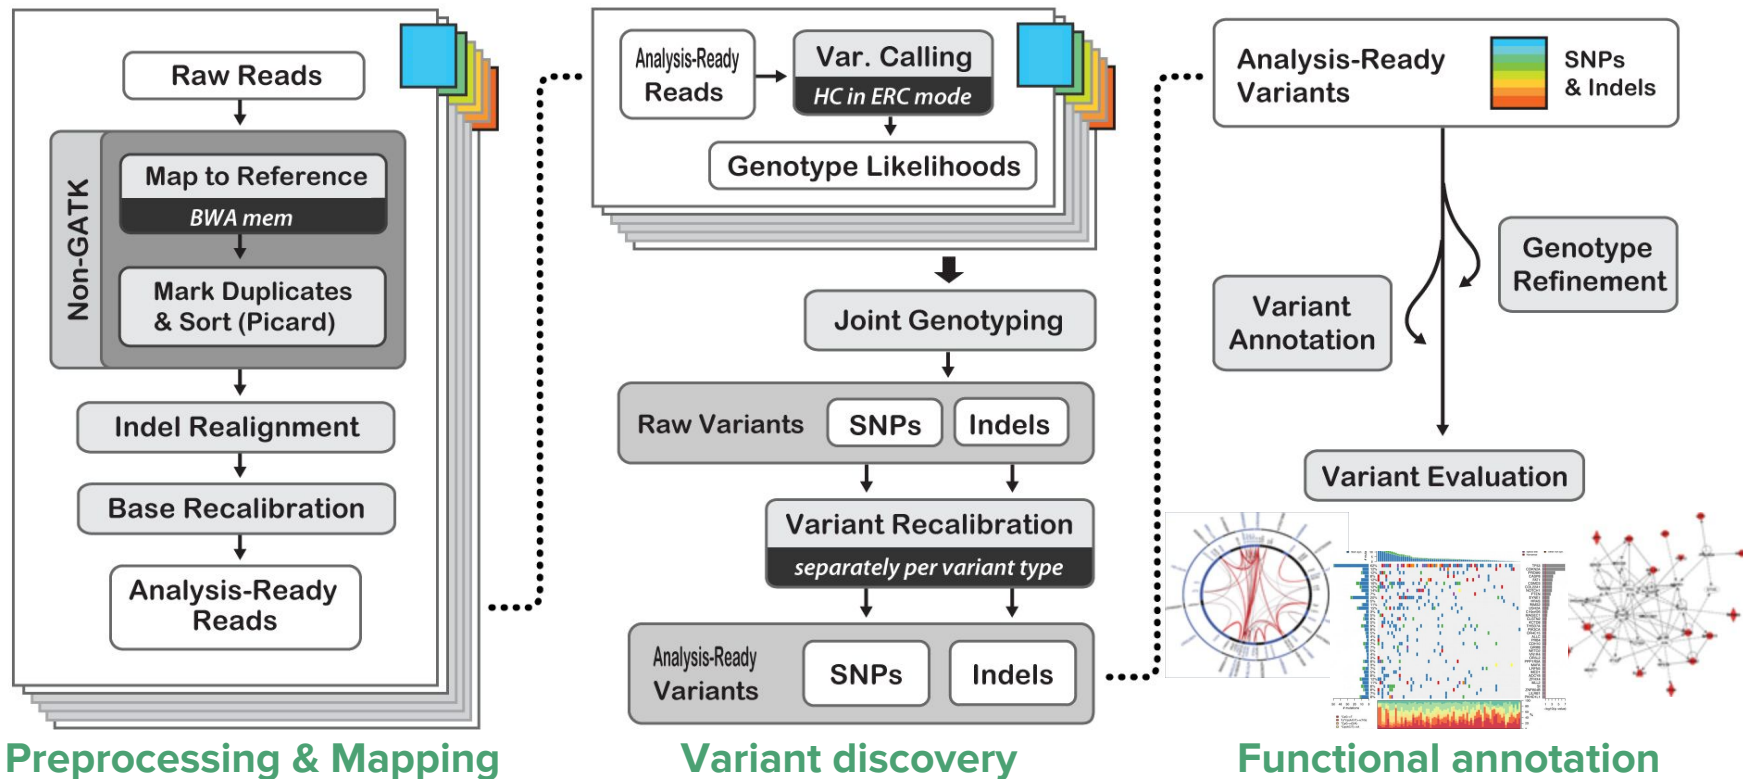 Raw Reads
Non-GATK
Map to Reference
BWA mem
Mark Duplicates
& Sort (Picard)
Indel Realignment
Base Recalibration
Analysis-Ready
Reads
Preprocessing & Mapping
Analysis-Ready
Reads
Var. Calling
HC in ERC mode
Genotype Likelihoods
Joint Genotyping
Raw Variants
SNPs
Indels
Variant Recalibration
separately per variant type
Analysis-Ready
Variants
SNPs
Indels
Variant discovery
Analysis-Ready
Variants
SNPs
& Indels
Genotype
Refinement
Variant
Annotation
Variant Evaluation
Functional annotation